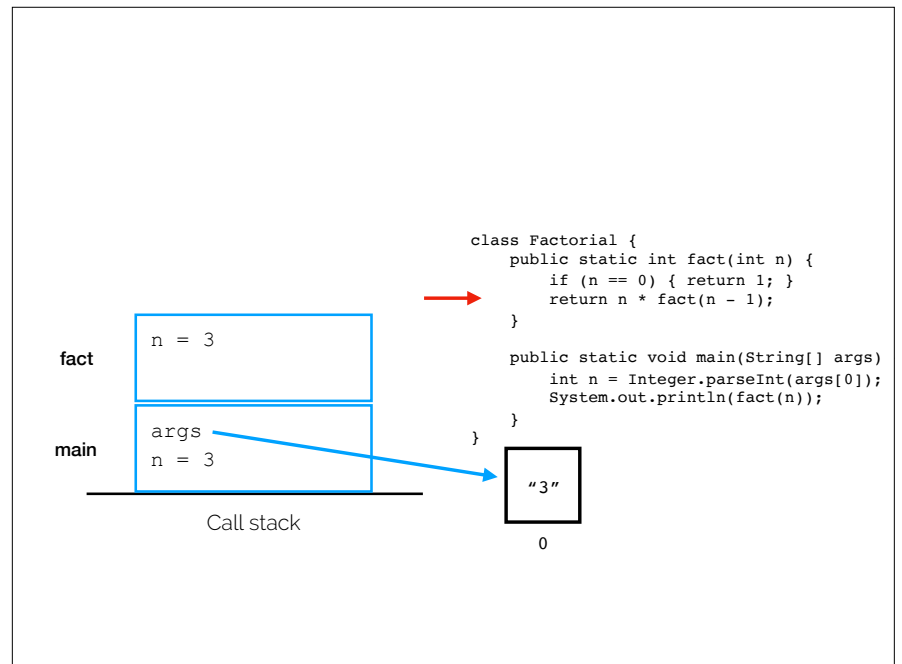 class Factorial {
    public static int fact(int n) {
        if (n == 0) { return 1; }
        return n * fact(n - 1);
    }
    public static void main(String[] args)
        int n = Integer.parseInt(args[0]);
        System.out.println(fact(n));
    }
}
fact
n = 3
main
args
n = 3
Call stack
“3”
0